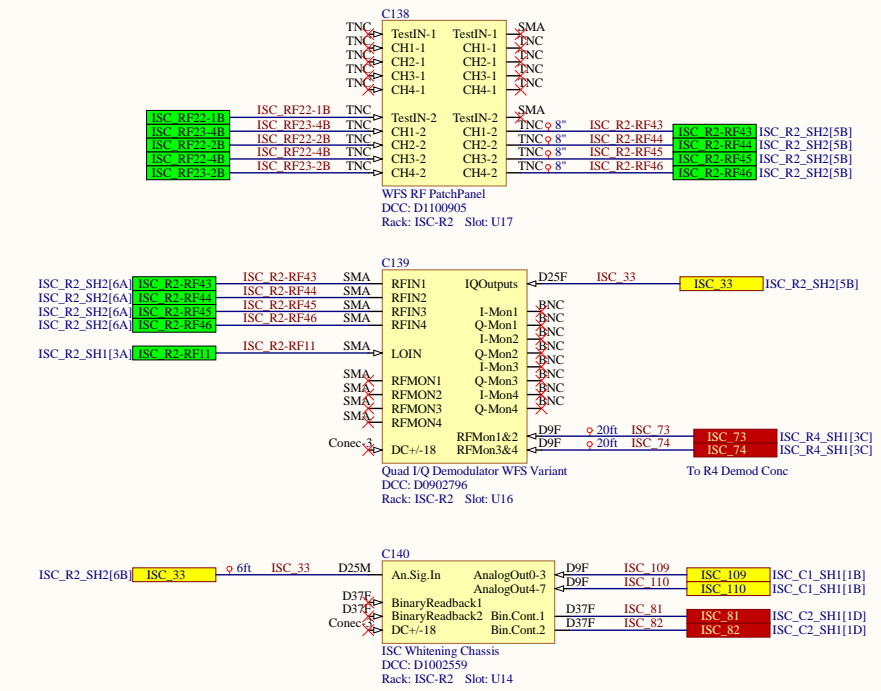 C138
TNC TestIN-1 TestIN-1 SMA
TNC CH1-1 CH1-1 TNC
TNC CH2-1 CH2-1 TNC
TNC CH3-1 CH3-1 TNC
TNC CH4-1 CH4-1 TNC
ISC_RF22-1B ISC_RF22-1B TNC TestIN-2 TestIN-2 SMA
ISC_RF23-4B ISC_RF23-4B TNC CH1-2 CH1-2 TNC 8" ISC_R2-RF43 ISC_R2-RF43 ISC_R2_SH2[5B]
ISC_RF22-2B ISC_RF22-2B TNC CH2-2 CH2-2 TNC 8" ISC_R2-RF44 ISC_R2-RF44 ISC_R2_SH2[5B]
ISC_RF22-4B ISC_RF22-4B TNC CH3-2 CH3-2 TNC 8" ISC_R2-RF45 ISC_R2-RF45 ISC_R2_SH2[5B]
ISC_RF23-2B ISC_RF23-2B TNC CH4-2 CH4-2 TNC 8" ISC_R2-RF46 ISC_R2-RF46 ISC_R2_SH2[5B]
WFS RF PatchPanel
DCC: D1100905
Rack: ISC-R2 Slot: U17
C139
ISC_R2_SH2[6A] ISC_R2-RF43 ISC_R2-RF43 SMA RFIN1 IQOutputs D25F ISC_33 ISC_33 ISC_R2_SH2[5B]
ISC_R2_SH2[6A] ISC_R2-RF44 ISC_R2-RF44 SMA RFIN2
ISC_R2_SH2[6A] ISC_R2-RF45 ISC_R2-RF45 SMA RFIN3 I-Mon1 BNC
ISC_R2_SH2[6A] ISC_R2-RF46 ISC_R2-RF46 SMA RFIN4 Q-Mon1 BNC
I-Mon2 BNC
ISC_R2_SH1[3A] ISC_R2-RF11 ISC_R2-RF11 SMA LOIN Q-Mon2 BNC
I-Mon3 BNC
SMA RFMON1 Q-Mon3 BNC
SMA RFMON2 I-Mon4 BNC
SMA RFMON3 Q-Mon4 BNC
SMA RFMON4
RFMon1&2 D9F 20ft ISC_73 ISC_73 ISC_R4_SH1[3C]
Conec-3 DC+/-18 RFMon3&4 D9F 20ft ISC_74 ISC_74 ISC_R4_SH1[3C]
Quad I/Q Demodulator WFS Variant To R4 Demod Conc
DCC: D0902796
Rack: ISC-R2 Slot: U16
C140
ISC_R2_SH2[6B] ISC_33 6ft ISC_33 D25M An.Sig.In AnalogOut0-3 D9F ISC_109 ISC_109 ISC_C1_SH1[1B]
AnalogOut4-7 D9F ISC_110 ISC_110 ISC_C1_SH1[1B]
D37F BinaryReadback1
D37F BinaryReadback2 Bin.Cont.1 D37F ISC_81 ISC_81 ISC_C2_SH1[1D]
Conec-3 DC+/-18 Bin.Cont.2 D37F ISC_82 ISC_82 ISC_C2_SH1[1D]
ISC Whitening Chassis
DCC: D1002559
Rack: ISC-R2 Slot: U14